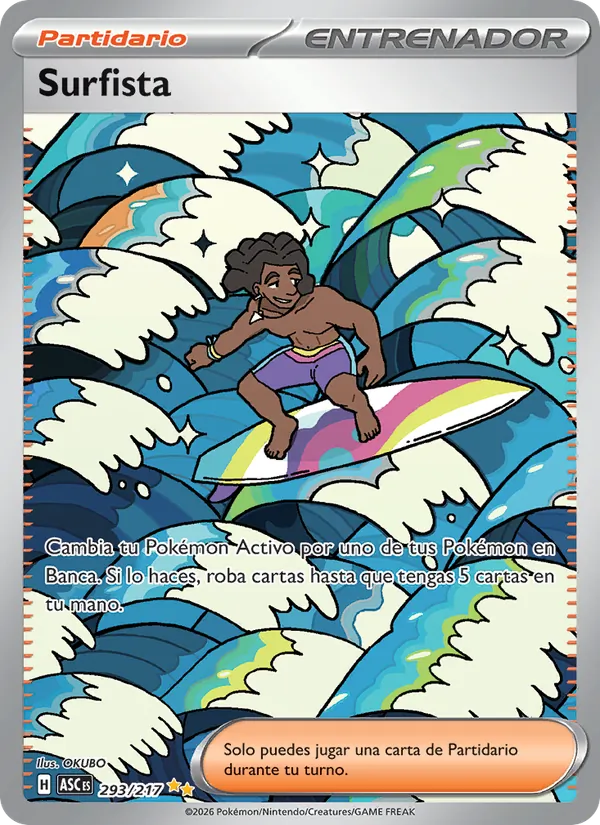 Partidario
ENTRENADOR
Surfista
Cambia tu Pokémon Activo por uno de tus Pokémon en
Banca. Si lo haces, roba cartas hasta que tengas 5 cartas en
tu mano.
Solo puedes jugar una carta de Partidario
durante tu turno.
Ilus. OKUBO
H ASC ES 293/217
©2026 Pokémon/Nintendo/Creatures/GAME FREAK